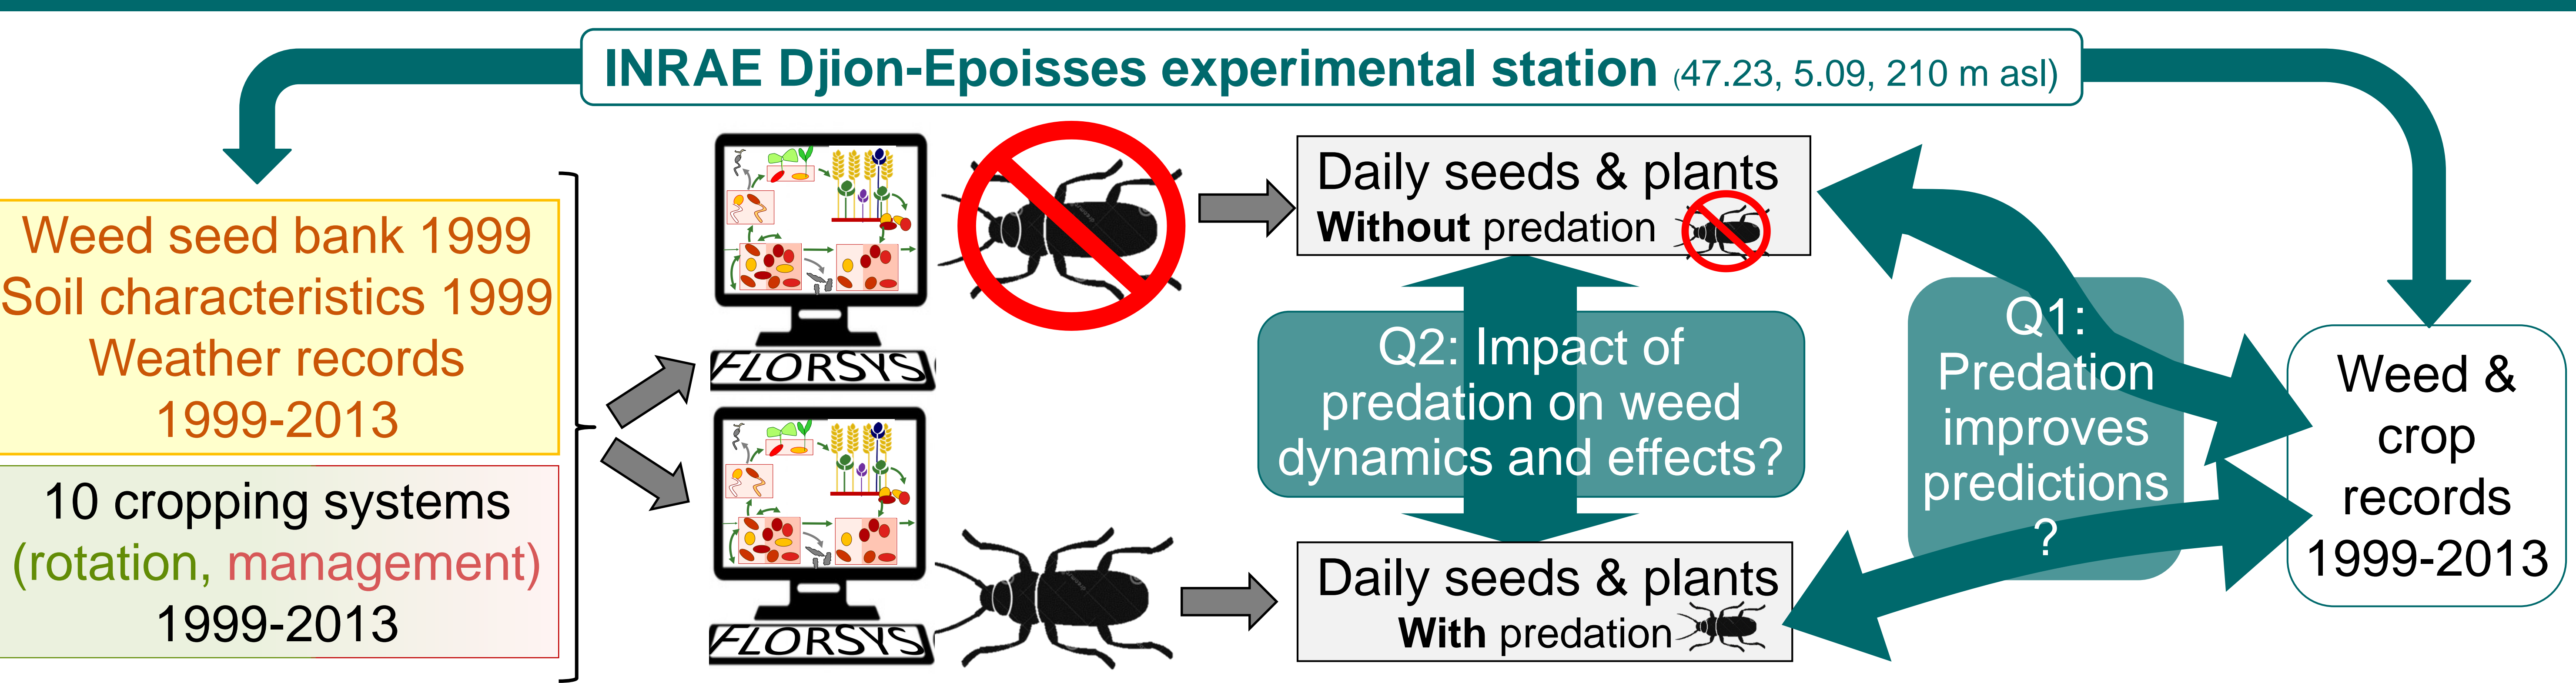 INRAE Djion-Epoisses experimental station (47.23, 5.09, 210 m asl)
Weed seed bank 1999
Soil characteristics 1999
Weather records
1999-2013
10 cropping systems
(rotation, management)
1999-2013
FLORSYS
FLORSYS
Daily seeds & plants
Without predation
Q2: Impact of
predation on weed
dynamics and effects?
Daily seeds & plants
With predation
Q1:
Predation
improves
predictions
?
Weed &
crop
records
1999-2013